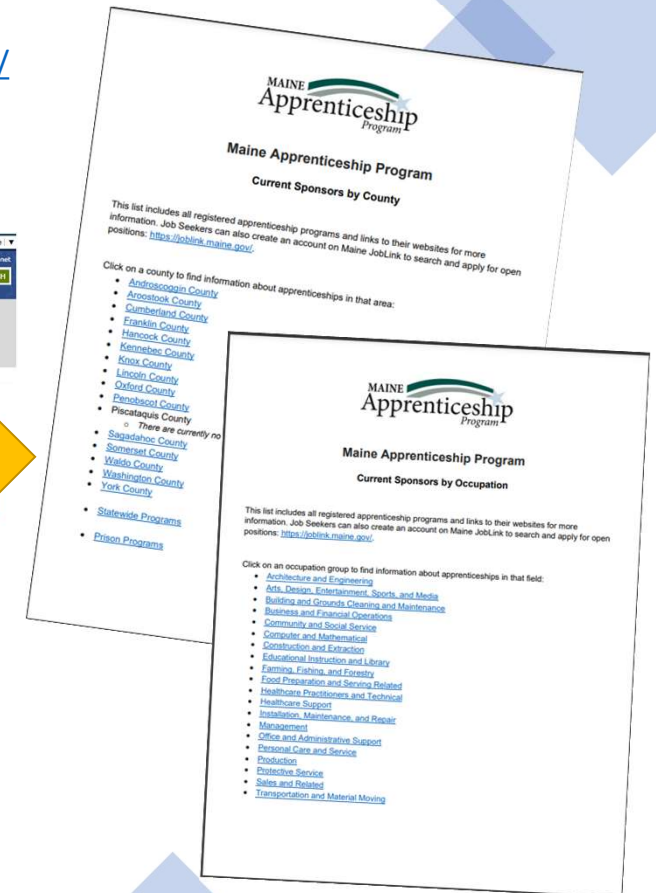 /
MAINE
Apprenticeship
Program
Maine Apprenticeship Program
Current Sponsors by County
This list includes all registered apprenticeship programs and links to their websites for more
information. Job Seekers can also create an account on Maine JobLink to search and apply for open
positions: https://joblink.maine.gov/.
Click on a county to find information about apprenticeships in that area:
• Androscoggin County
• Aroostook County
• Cumberland County
• Franklin County
• Hancock County
• Kennebec County
• Knox County
• Lincoln County
• Oxford County
• Penobscot County
• Piscataquis County
o There are currently no
• Sagadahoc County
• Somerset County
• Waldo County
• Washington County
• York County
• Statewide Programs
• Prison Programs
MAINE
Apprenticeship
Program
Maine Apprenticeship Program
Current Sponsors by Occupation
This list includes all registered apprenticeship programs and links to their websites for more
information. Job Seekers can also create an account on Maine JobLink to search and apply for open
positions: https://joblink.maine.gov/.
Click on an occupation group to find information about apprenticeships in that field:
• Architecture and Engineering
• Arts, Design, Entertainment, Sports, and Media
• Building and Grounds Cleaning and Maintenance
• Business and Financial Operations
• Community and Social Service
• Computer and Mathematical
• Construction and Extraction
• Educational Instruction and Library
• Farming, Fishing, and Forestry
• Food Preparation and Serving Related
• Healthcare Practitioners and Technical
• Healthcare Support
• Installation, Maintenance, and Repair
• Management
• Office and Administrative Support
• Personal Care and Service
• Production
• Protective Service
• Sales and Related
• Transportation and Material Moving